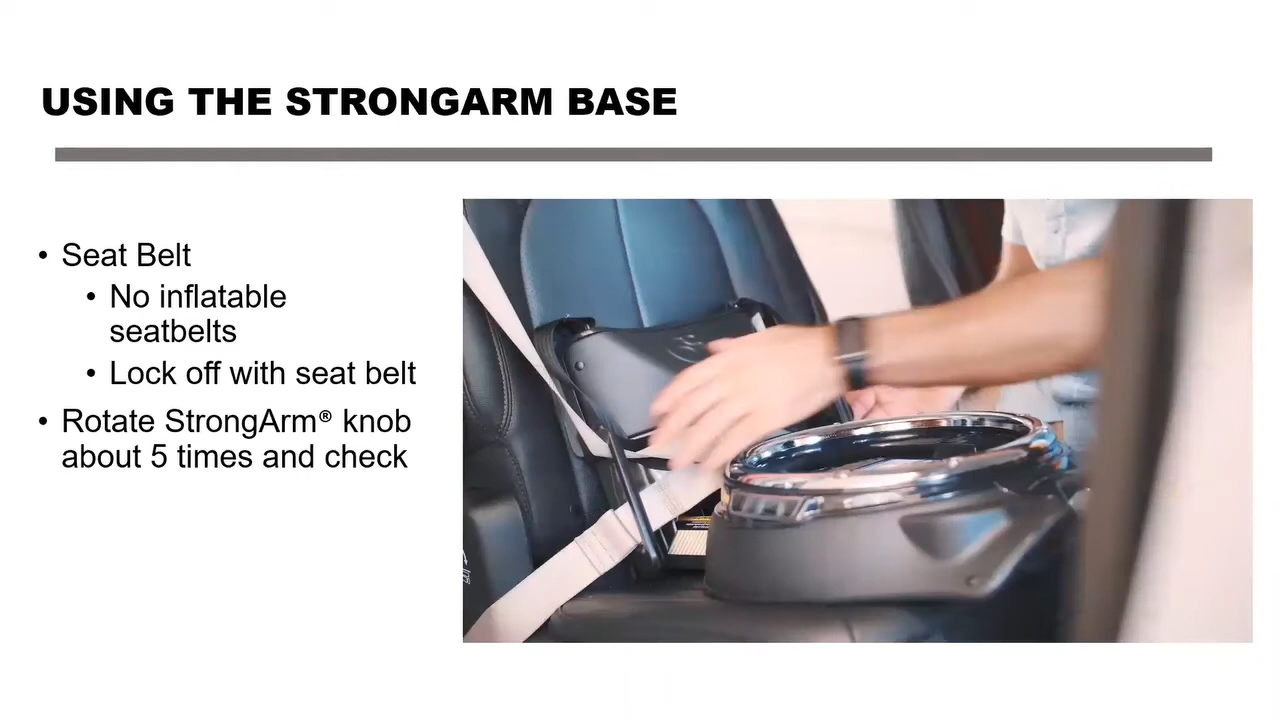 USING THE STRONGARM BASE
• Seat Belt
• No inflatable
seatbelts
• Lock off with seat belt
• Rotate StrongArm® knob
about 5 times and check